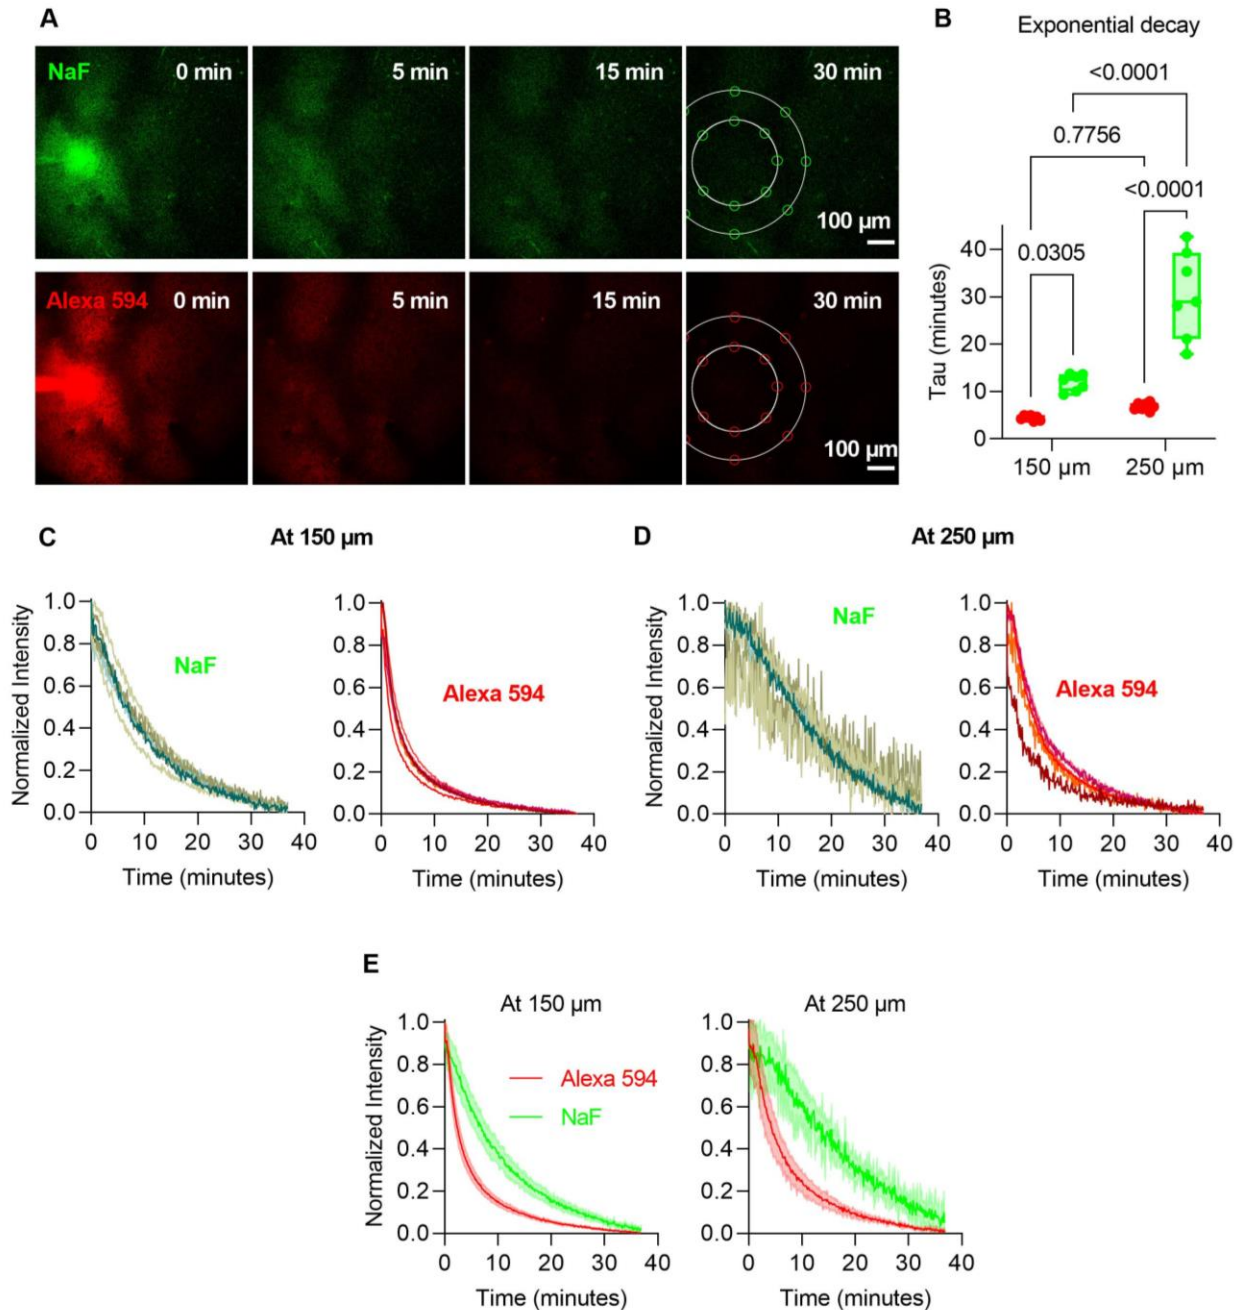 A
NaF 0 min
5 min
15 min
30 min
100 µm
Alexa 594 0 min
5 min
15 min
30 min
100 µm
B
Exponential decay
<0.0001
0.7756
<0.0001
0.0305
Tau (minutes)
40
30
20
10
0
150 µm 250 µm
C
At 150 µm
Normalized Intensity
1.0
0.8
0.6
0.4
0.2
0.0
NaF
0 10 20 30 40
Time (minutes)
1.0
0.8
0.6
0.4
0.2
0.0
Alexa 594
0 10 20 30 40
Time (minutes)
D
At 250 µm
Normalized Intensity
1.0
0.8
0.6
0.4
0.2
0.0
NaF
0 10 20 30 40
Time (minutes)
1.0
0.8
0.6
0.4
0.2
0.0
Alexa 594
0 10 20 30 40
Time (minutes)
E
At 150 µm
Normalized Intensity
1.0
0.8
0.6
0.4
0.2
0.0
Alexa 594
NaF
0 10 20 30 40
Time (minutes)
At 250 µm
1.0
0.8
0.6
0.4
0.2
0.0
0 10 20 30 40
Time (minutes)